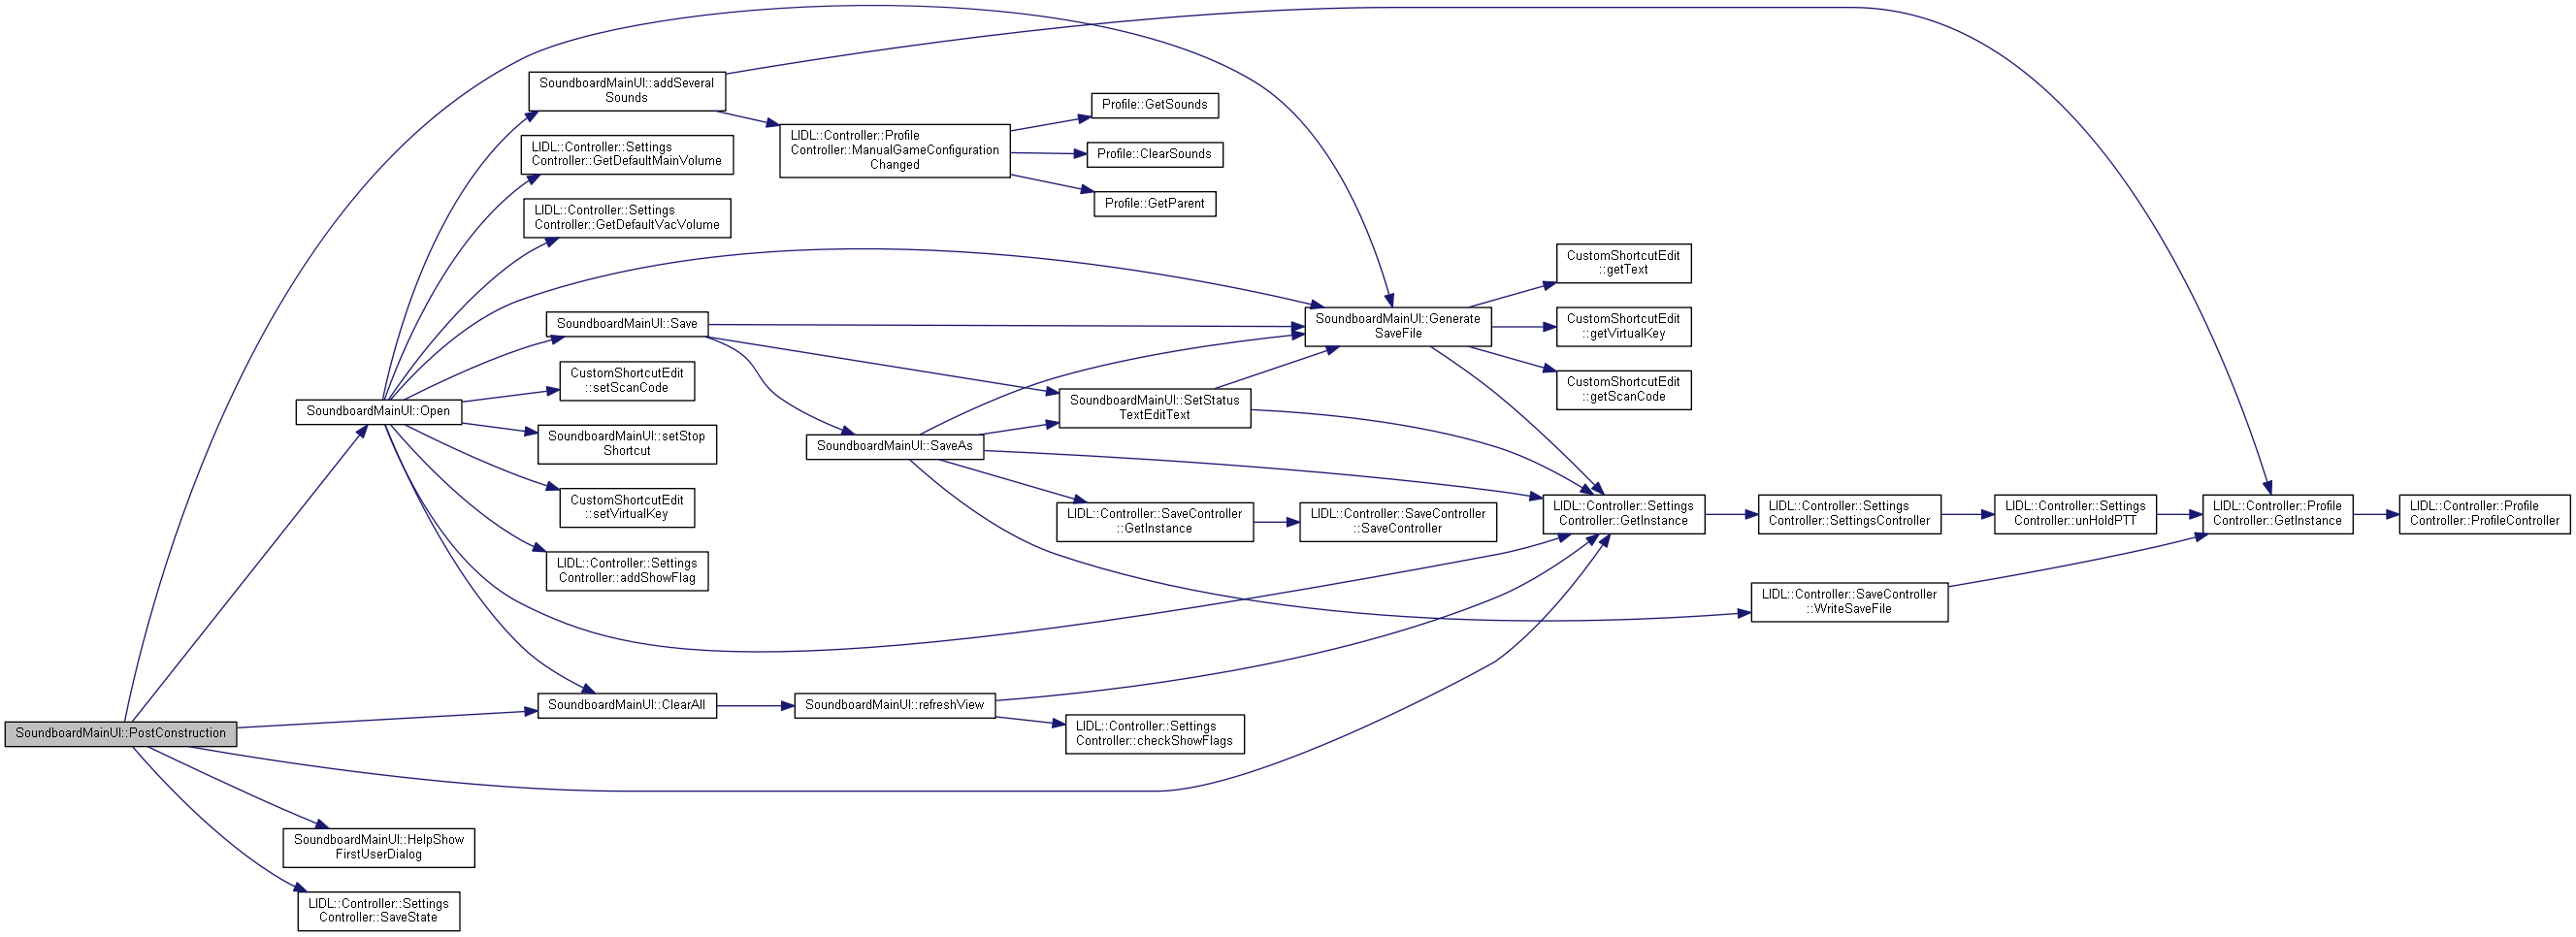 SoundboardMainUI::addSeveral
Sounds
LIDL::Controller::Settings
Controller::GetDefaultMainVolume
LIDL::Controller::Settings
Controller::GetDefaultVacVolume
SoundboardMainUI::Save
CustomShortcutEdit
::setScanCode
SoundboardMainUI::Open
SoundboardMainUI::setStop
Shortcut
CustomShortcutEdit
::setVirtualKey
LIDL::Controller::Settings
Controller::addShowFlag
SoundboardMainUI::ClearAll
SoundboardMainUI::PostConstruction
SoundboardMainUI::HelpShow
FirstUserDialog
LIDL::Controller::Settings
Controller::SaveState
LIDL::Controller::Profile
Controller::ManualGameConfiguration
Changed
Profile::GetSounds
Profile::ClearSounds
Profile::GetParent
SoundboardMainUI::SaveAs
SoundboardMainUI::SetStatus
TextEditText
LIDL::Controller::SaveController
::GetInstance
LIDL::Controller::SaveController
::SaveController
SoundboardMainUI::refreshView
LIDL::Controller::Settings
Controller::checkShowFlags
SoundboardMainUI::Generate
SaveFile
CustomShortcutEdit
::getText
CustomShortcutEdit
::getVirtualKey
CustomShortcutEdit
::getScanCode
LIDL::Controller::Settings
Controller::GetInstance
LIDL::Controller::Settings
Controller::SettingsController
LIDL::Controller::Settings
Controller::unHoldPTT
LIDL::Controller::Profile
Controller::GetInstance
LIDL::Controller::Profile
Controller::ProfileController
LIDL::Controller::SaveController
::WriteSaveFile